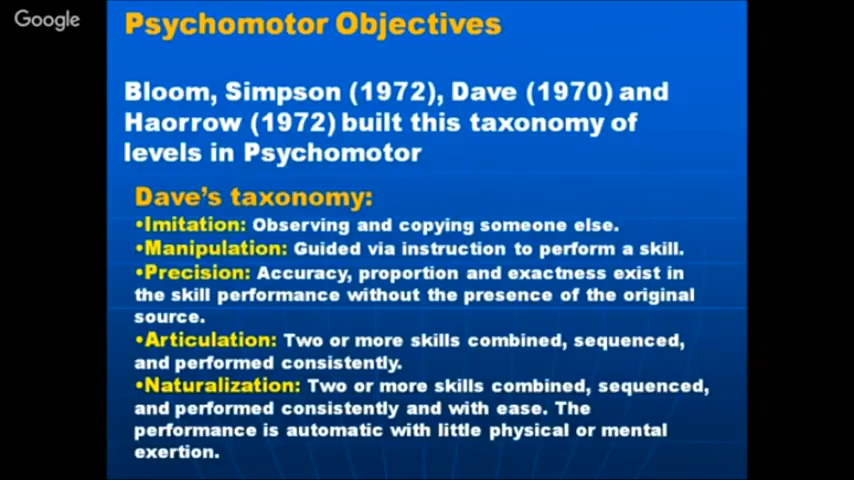 Google
Psychomotor Objectives
Bloom, Simpson (1972), Dave (1970) and
Haorrow (1972) built this taxonomy of
levels in Psychomotor
Dave's taxonomy:
•Imitation: Observing and copying someone else.
•Manipulation: Guided via instruction to perform a skill.
•Precision: Accuracy, proportion and exactness exist in
the skill performance without the presence of the original
source.
•Articulation: Two or more skills combined, sequenced,
and performed consistently.
•Naturalization: Two or more skills combined, sequenced,
and performed consistently and with ease. The
performance is automatic with little physical or mental
exertion.